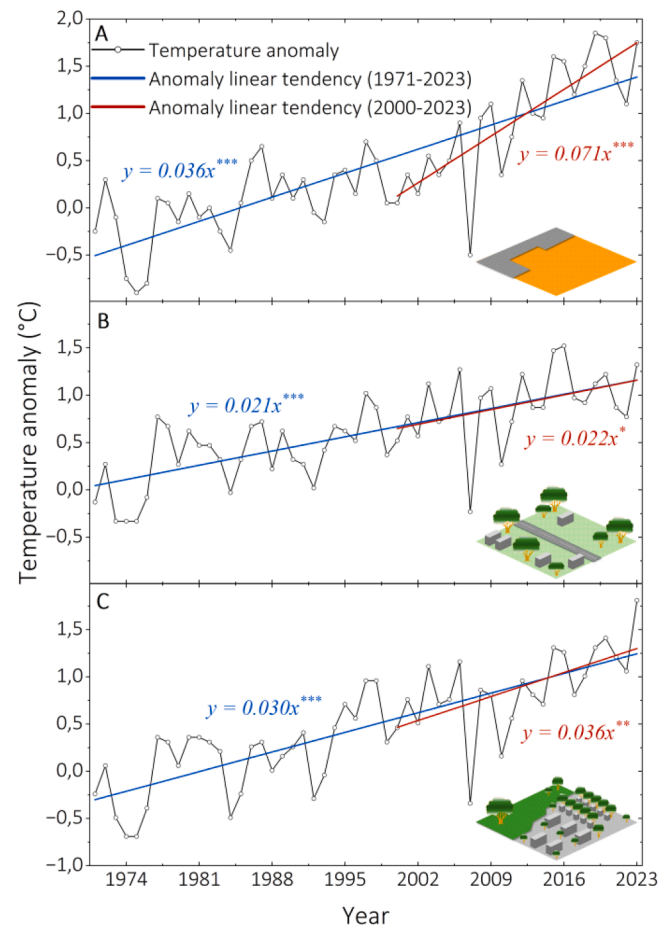 2,0
A
Temperature anomaly
Anomaly linear tendency (1971-2023)
Anomaly linear tendency (2000-2023)
1,5
1,0
0,5
0,0
−0,5
y = 0.036x***
y = 0.071x***
B
1,5
1,0
0,5
0,0
−0,5
y = 0.021x***
y = 0.022x*
Temperature anomaly (°C)
C
1,5
1,0
0,5
0,0
−0,5
−1,0
y = 0.030x***
y = 0.036x**
1974 1981 1988 1995 2002 2009 2016 2023
Year